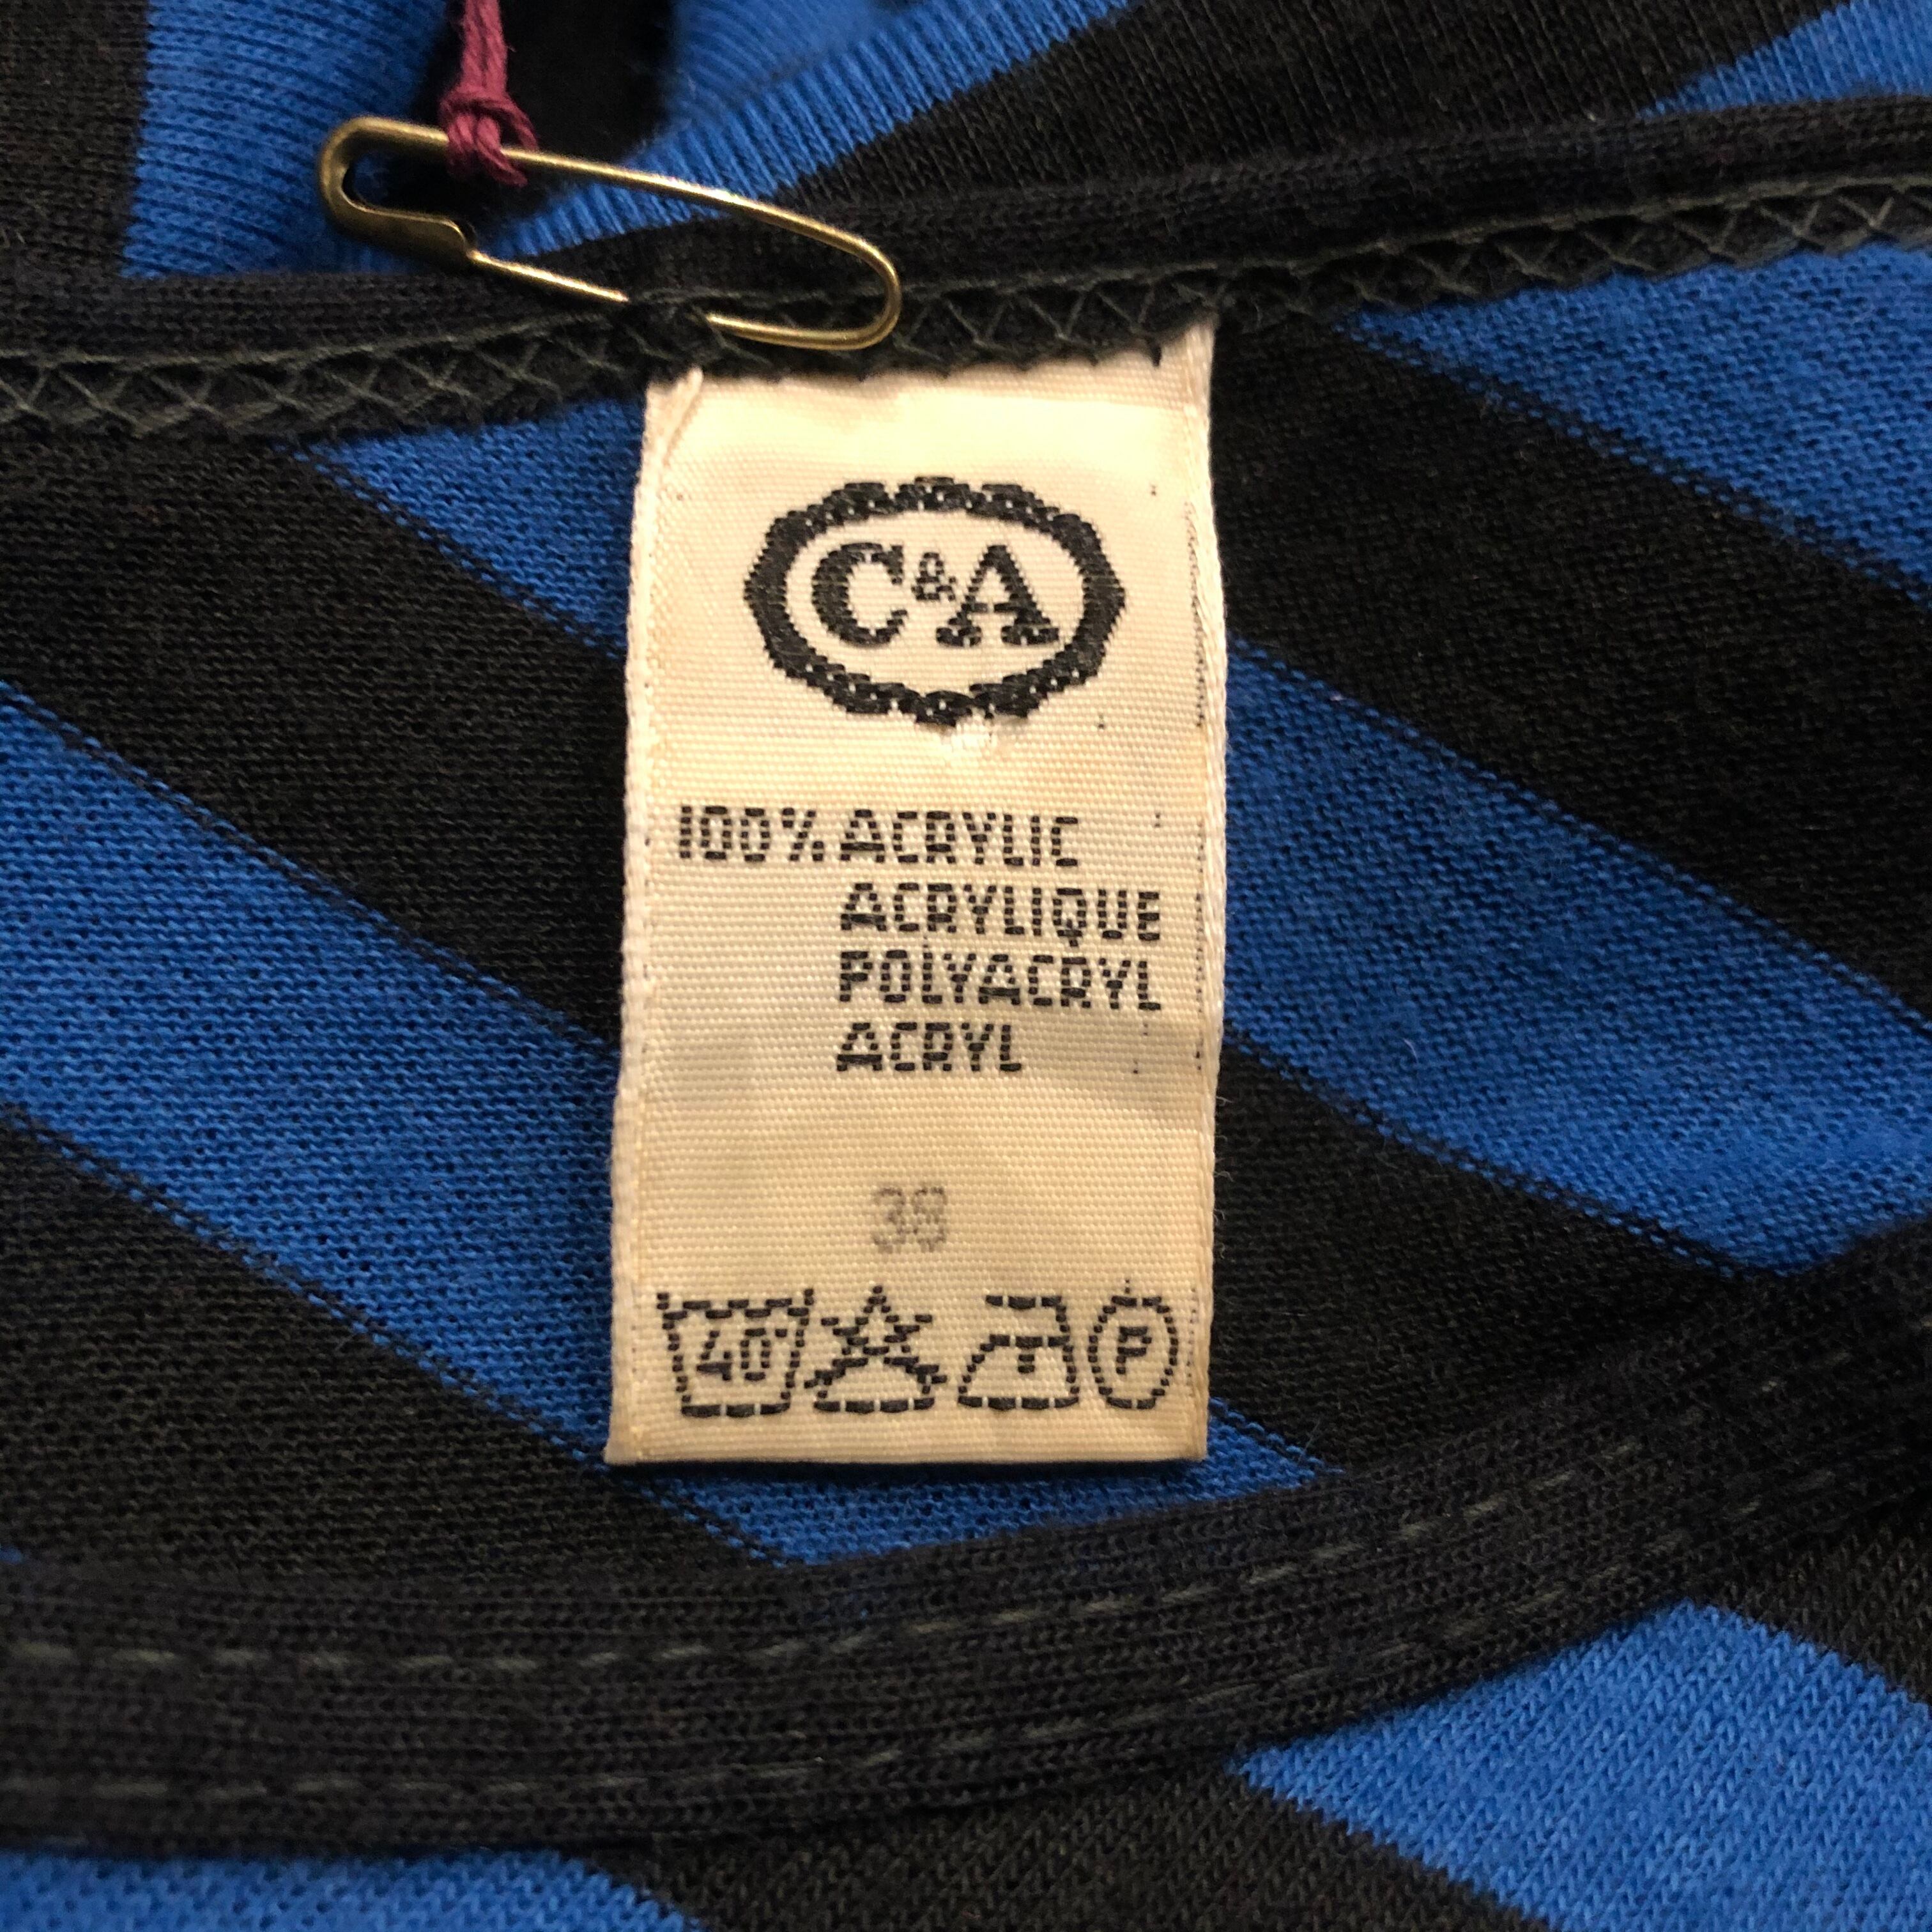 C&A
100% ACRYLIC
ACRYLIQUE
POLYACRYL
ACRYL
38
40° P